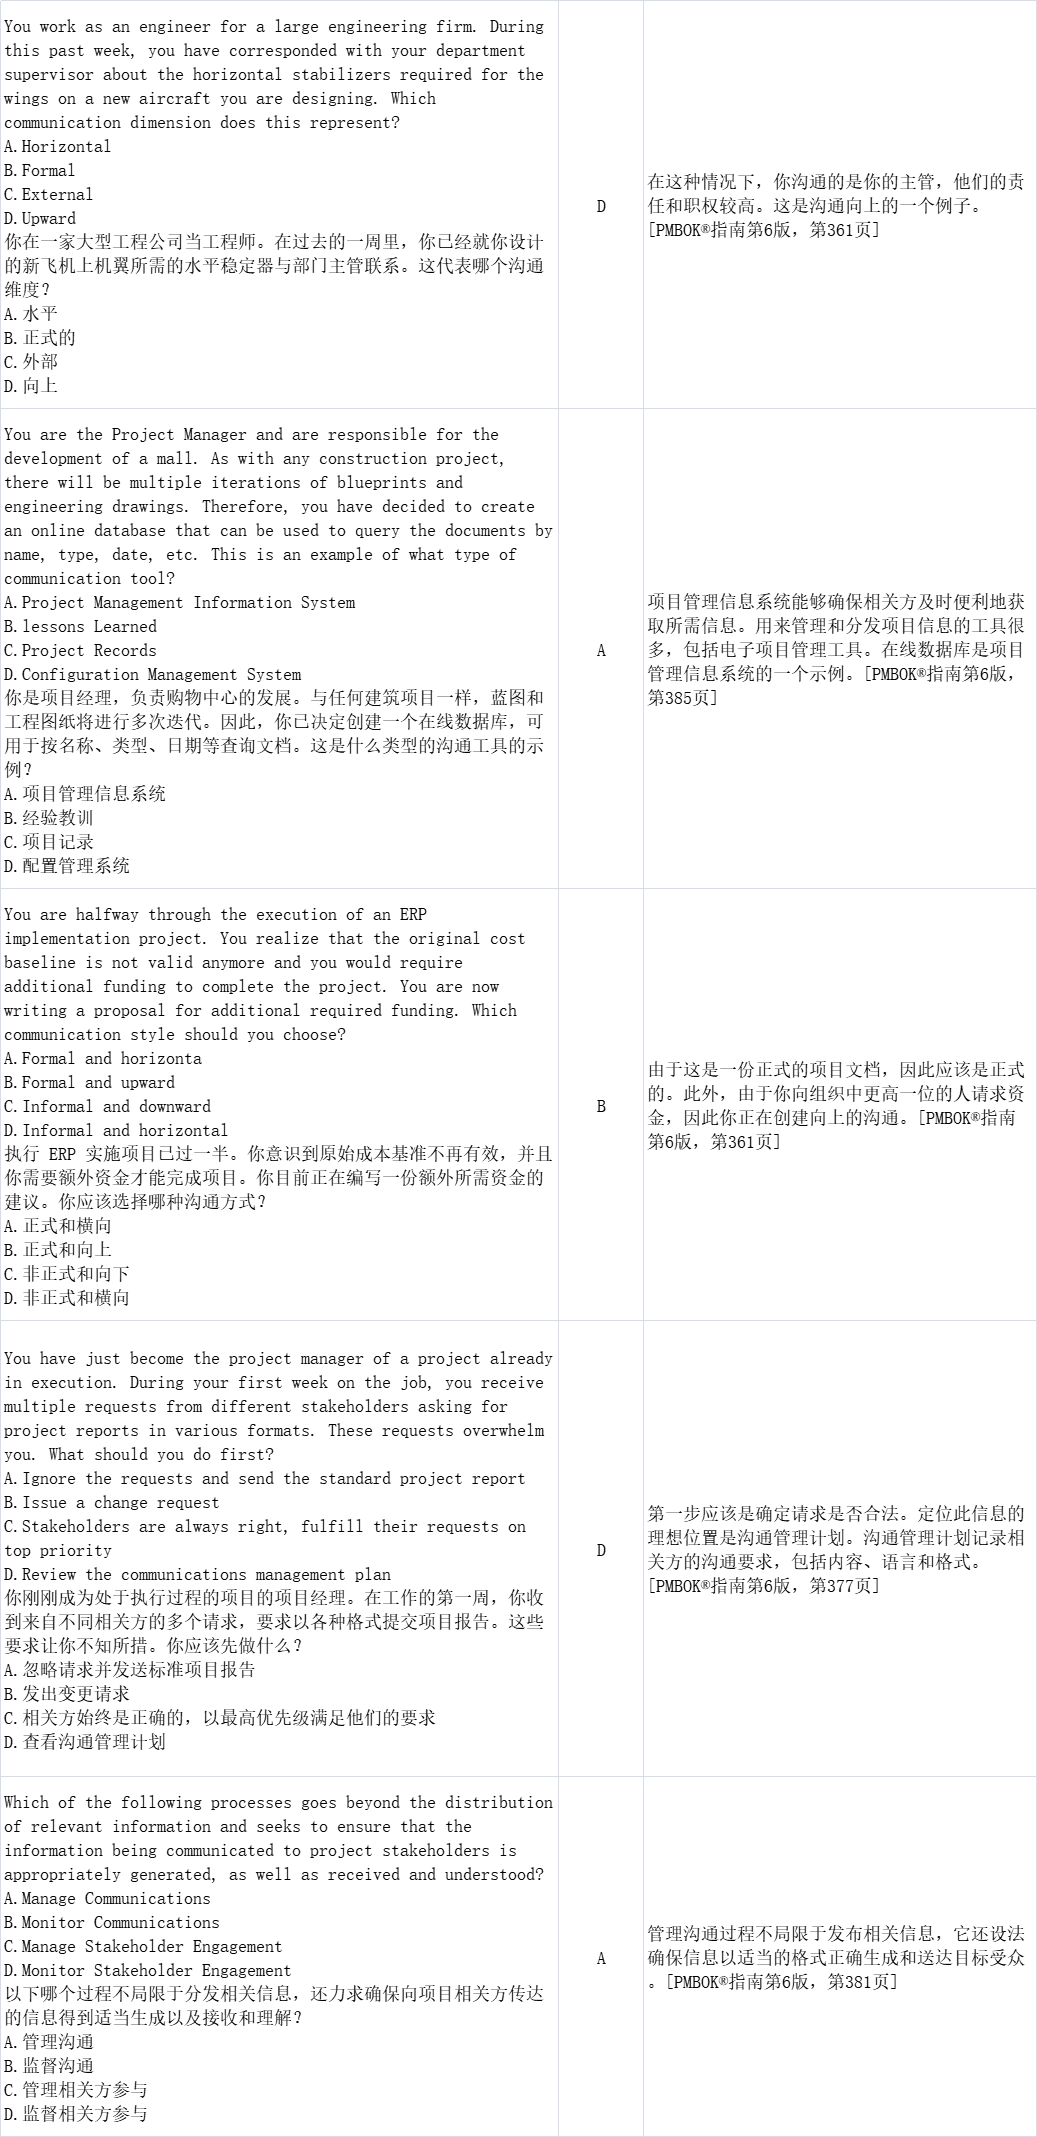 You work as an engineer for a large engineering firm. During
this past week, you have corresponded with your department
supervisor about the horizontal stabilizers required for the
wings on a new aircraft you are designing. Which
communication dimension does this represent?
A.Horizontal
B.Formal
C.External
D.Upward
你在一家大型工程公司当工程师。在过去的一周里，你已经就你设计
的新飞机上机翼所需的水平稳定器与部门主管联系。这代表哪个沟通
维度？
A.水平
B.正式的
C.外部
D.向上
D
在这种情况下，你沟通的是你的主管，他们的责
任和职权较高。这是沟通向上的一个例子。
[PMBOK®指南第6版，第361页]
You are the Project Manager and are responsible for the
development of a mall. As with any construction project,
there will be multiple iterations of blueprints and
engineering drawings. Therefore, you have decided to create
an online database that can be used to query the documents by
name, type, date, etc. This is an example of what type of
communication tool?
A.Project Management Information System
B.lessons Learned
C.Project Records
D.Configuration Management System
你是项目经理，负责购物中心的发展。与任何建筑项目一样，蓝图和
工程图纸将进行多次迭代。因此，你已决定创建一个在线数据库，可
用于按名称、类型、日期等查询文档。这是什么类型的沟通工具的示
例？
A.项目管理信息系统
B.经验教训
C.项目记录
D.配置管理系统
A
项目管理信息系统能够确保相关方及时便利地获
取所需信息。用来管理和分发项目信息的工具很
多，包括电子项目管理工具。在线数据库是项目
管理信息系统的一个示例。[PMBOK®指南第6版，
第385页]
You are halfway through the execution of an ERP
implementation project. You realize that the original cost
baseline is not valid anymore and you would require
additional funding to complete the project. You are now
writing a proposal for additional required funding. Which
communication style should you choose?
A.Formal and horizonta
B.Formal and upward
C.Informal and downward
D.Informal and horizontal
执行 ERP 实施项目已过一半。你意识到原始成本基准不再有效，并且
你需要额外资金才能完成项目。你目前正在编写一份额外所需资金的
建议。你应该选择哪种沟通方式？
A.正式和横向
B.正式和向上
C.非正式和向下
D.非正式和横向
B
由于这是一份正式的项目文档，因此应该是正式
的。此外，由于你向组织中更高一位的人请求资
金，因此你正在创建向上的沟通。[PMBOK®指南
第6版，第361页]
You have just become the project manager of a project already
in execution. During your first week on the job, you receive
multiple requests from different stakeholders asking for
project reports in various formats. These requests overwhelm
you. What should you do first?
A.Ignore the requests and send the standard project report
B.Issue a change request
C.Stakeholders are always right, fulfill their requests on
top priority
D.Review the communications management plan
你刚刚成为处于执行过程的项目的项目经理。在工作的第一周，你收
到来自不同相关方的多个请求，要求以各种格式提交项目报告。这些
要求让你不知所措。你应该先做什么？
A.忽略请求并发送标准项目报告
B.发出变更请求
C.相关方始终是正确的，以最高优先级满足他们的要求
D.查看沟通管理计划
D
第一步应该是确定请求是否合法。定位此信息的
理想位置是沟通管理计划。沟通管理计划记录相
关方的沟通要求，包括内容、语言和格式。
[PMBOK®指南第6版，第377页]
Which of the following processes goes beyond the distribution
of relevant information and seeks to ensure that the
information being communicated to project stakeholders is
appropriately generated, as well as received and understood?
A.Manage Communications
B.Monitor Communications
C.Manage Stakeholder Engagement
D.Monitor Stakeholder Engagement
以下哪个过程不局限于分发相关信息，还力求确保向项目相关方传达
的信息得到适当生成以及接收和理解？
A.管理沟通
B.监督沟通
C.管理相关方参与
D.监督相关方参与
A
管理沟通过程不局限于发布相关信息，它还设法
确保信息以适当的格式正确生成和送达目标受众
。[PMBOK®指南第6版，第381页]